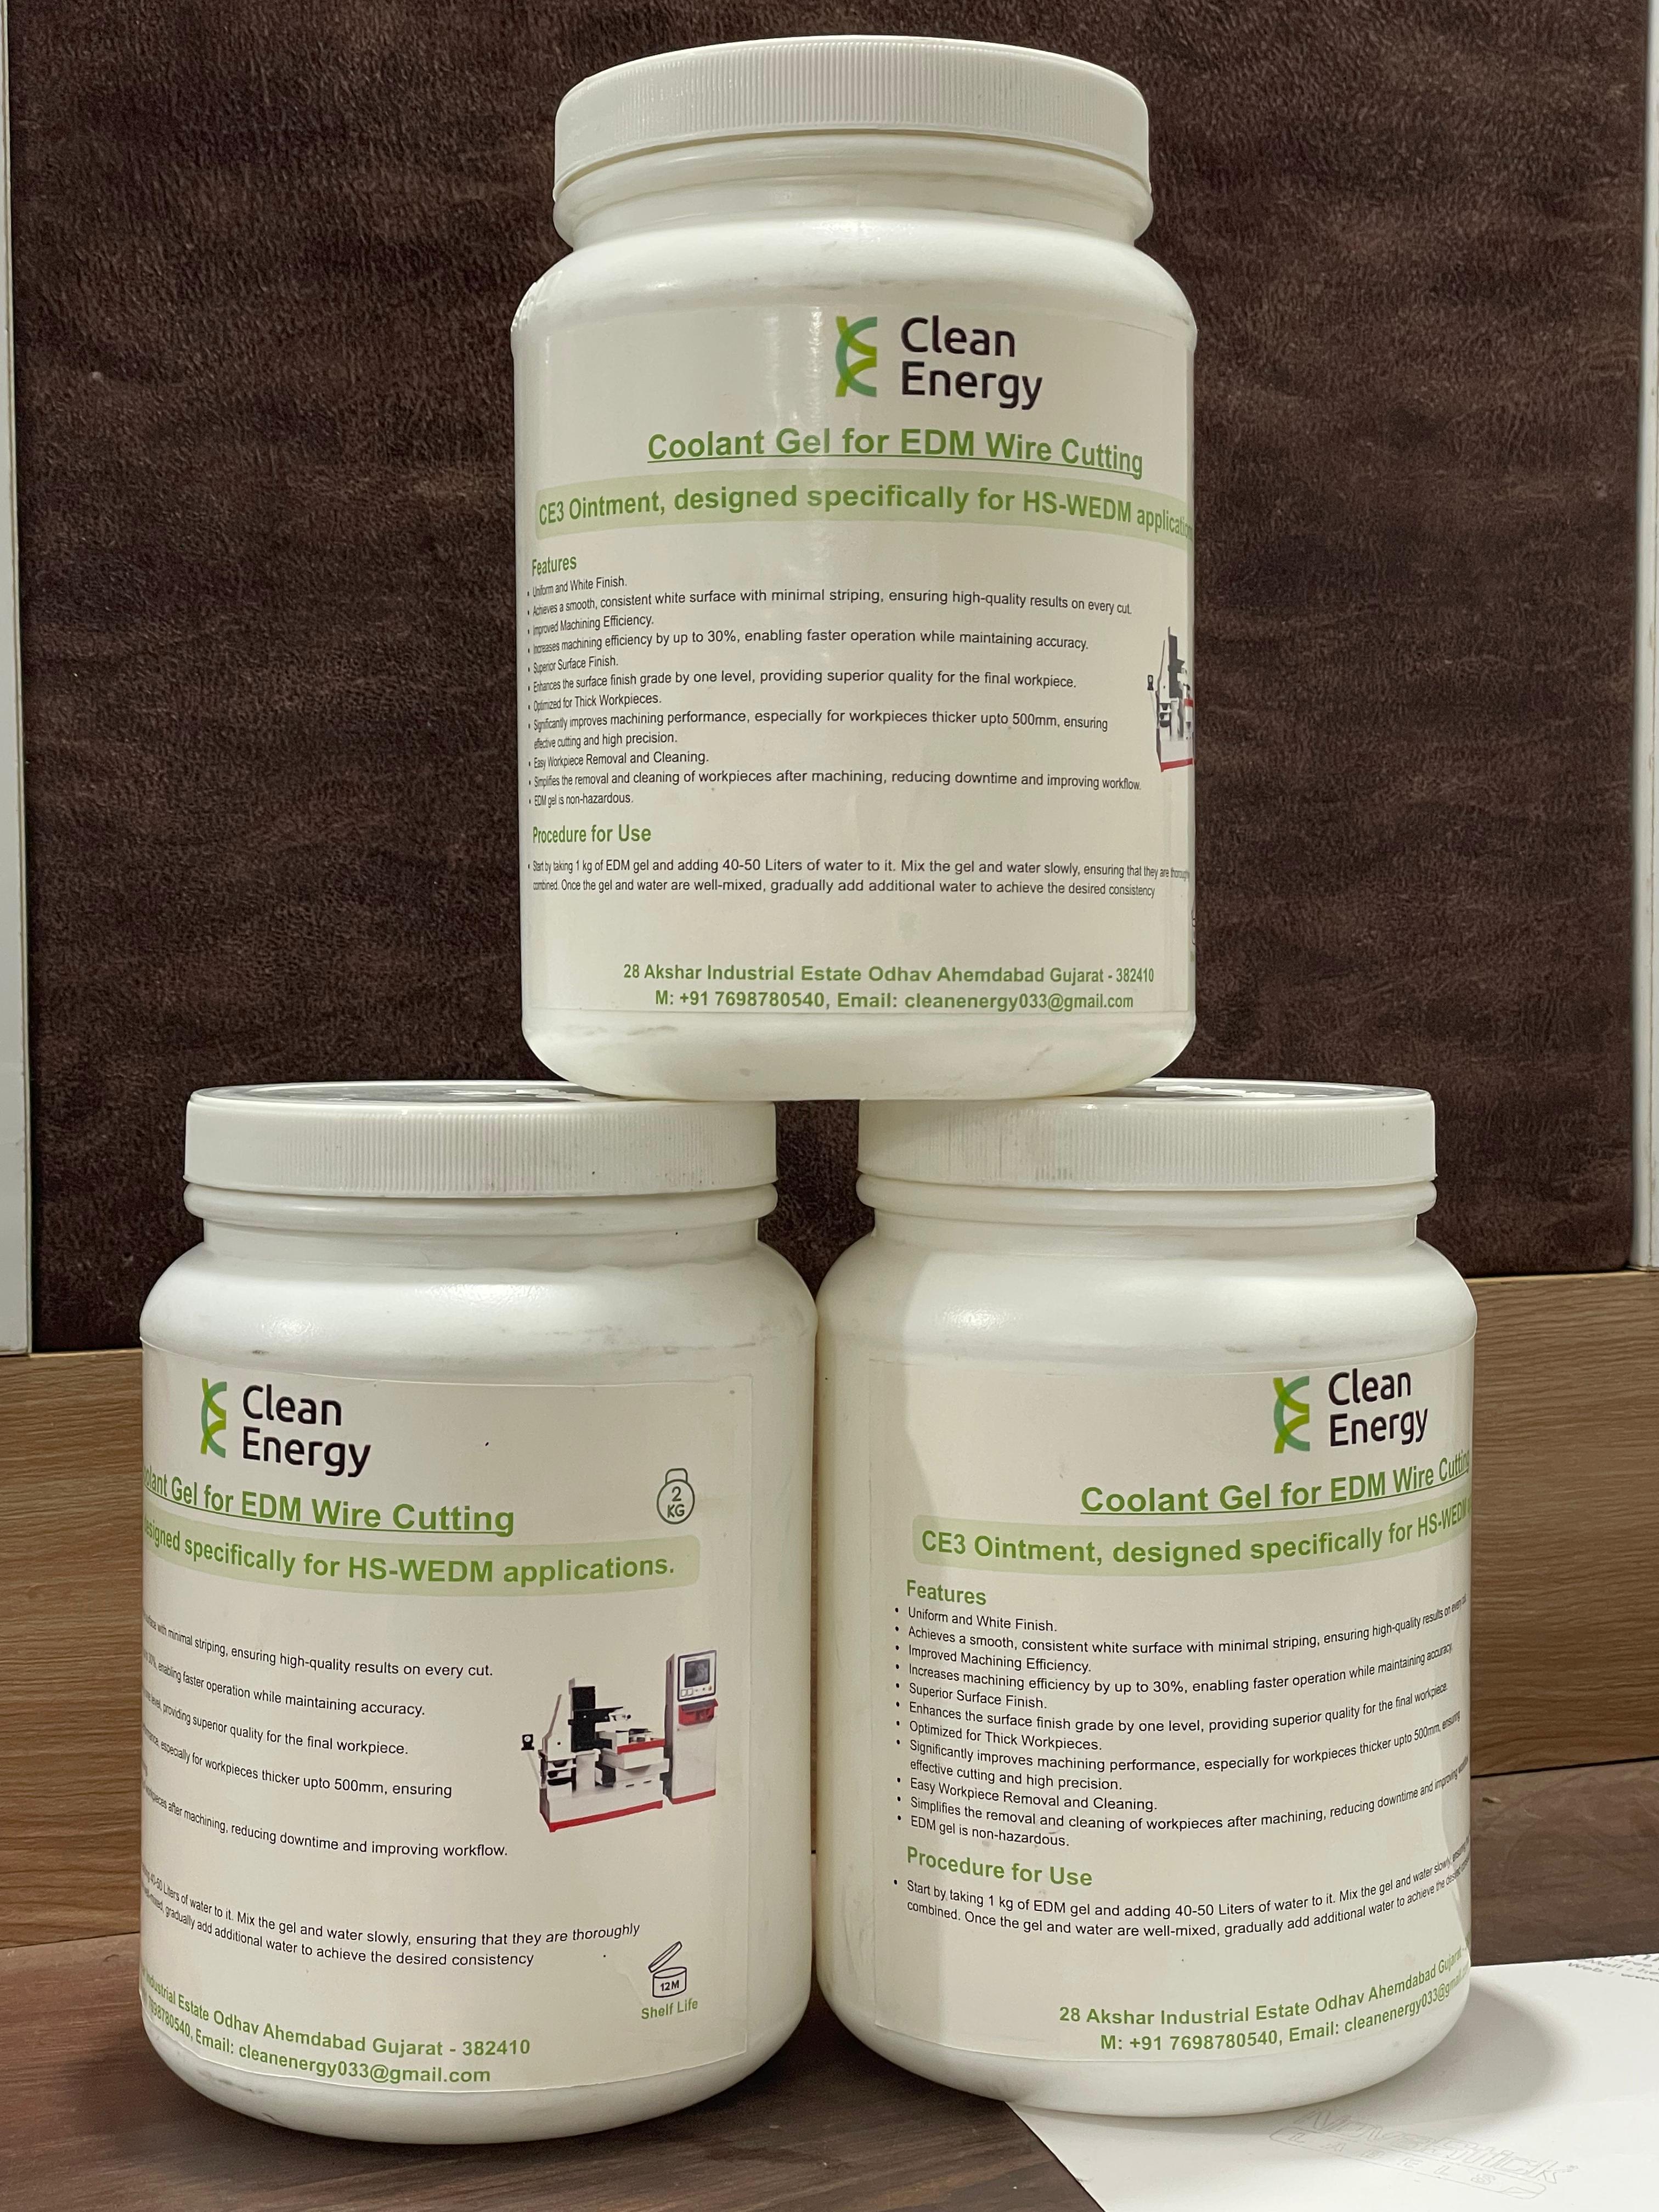 Clean
Energy
Coolant Gel for EDM Wire Cutting
CE3 Ointment, designed specifically for HS-WEDM
Features
• Uniform and White Finish.
• Achieves a smooth, consistent white surface with minimal striping, ensuring high-quality results on every cut.
• Improved Machining Efficiency.
• Increases machining efficiency by up to 30%, enabling faster operation while maintaining accuracy.
• Superior Surface Finish.
• Enhances the surface finish grade by one level, providing superior quality for the final workpiece.
• Optimized for Thick Workpieces.
• Significantly improves machining performance, especially for workpieces thicker upto 500mm, ensuring
effective cutting and high precision.
• Easy Workpiece Removal and Cleaning.
• Simplifies the removal and cleaning of workpieces after machining, reducing downtime and improving workflow.
• EDM gel is non-hazardous.
Procedure for Use
• Start by taking 1 kg of EDM gel and adding 40-50 Liters of water to it. Mix the gel and water slowly, ensuring that they are
combined. Once the gel and water are well-mixed, gradually add additional water to achieve the desired consistency
28 Akshar Industrial Estate Odhav Ahemdabad Gujarat - 382410
M: +91 7698780540, Email: cleanenergy033@gmail.com
Clean
Energy
Gel for EDM Wire Cutting
2
KG
specifically for HS-WEDM applications.
with minimal striping, ensuring high-quality results on every cut.
enabling faster operation while maintaining accuracy.
providing superior quality for the final workpiece.
especially for workpieces thicker upto 500mm, ensuring
after machining, reducing downtime and improving workflow.
40-50 Liters of water to it. Mix the gel and water slowly, ensuring that they are thoroughly
gradually add additional water to achieve the desired consistency
12M
Shelf Life
Industrial Estate Odhav Ahemdabad Gujarat - 382410
7698780540, Email: cleanenergy033@gmail.com
Clean
Energy
Coolant Gel for EDM Wire Cutting
CE3 Ointment, designed specifically for HS-WEDM
Features
• Uniform and White Finish.
• Achieves a smooth, consistent white surface with minimal striping, ensuring high-quality results on every cut.
• Improved Machining Efficiency.
• Increases machining efficiency by up to 30%, enabling faster operation while maintaining accuracy.
• Superior Surface Finish.
• Enhances the surface finish grade by one level, providing superior quality for the final workpiece.
• Optimized for Thick Workpieces.
• Significantly improves machining performance, especially for workpieces thicker upto 500mm, ensuring
effective cutting and high precision.
• Easy Workpiece Removal and Cleaning.
• Simplifies the removal and cleaning of workpieces after machining, reducing downtime and improving
• EDM gel is non-hazardous.
Procedure for Use
• Start by taking 1 kg of EDM gel and adding 40-50 Liters of water to it. Mix the gel and water slowly,
combined. Once the gel and water are well-mixed, gradually add additional water to achieve the
28 Akshar Industrial Estate Odhav Ahemdabad Gujarat -
M: +91 7698780540, Email: cleanenergy033@gmail
LABELS